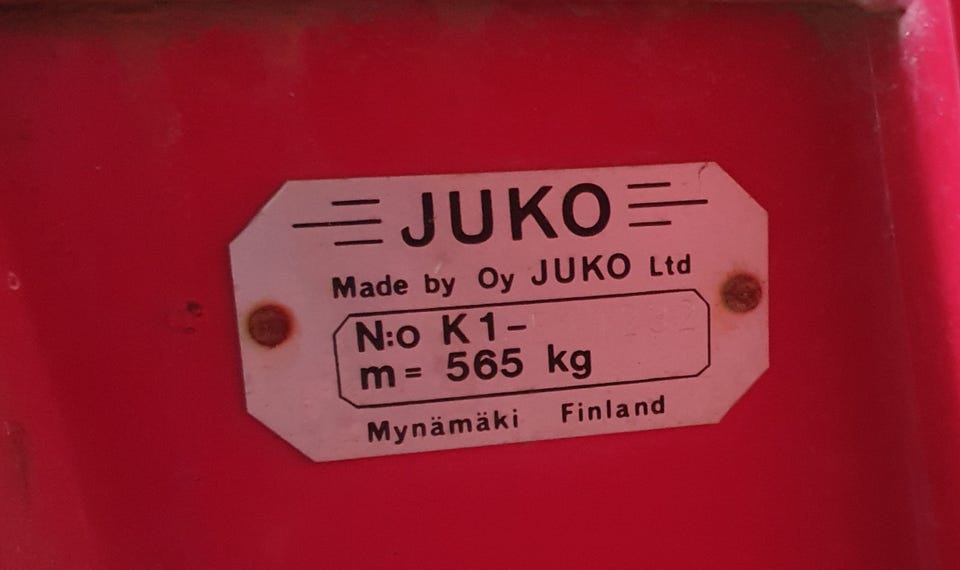 JUKO
Made by Oy JUKO Ltd
N:o K1-
m= 565 kg
Mynämäki Finland